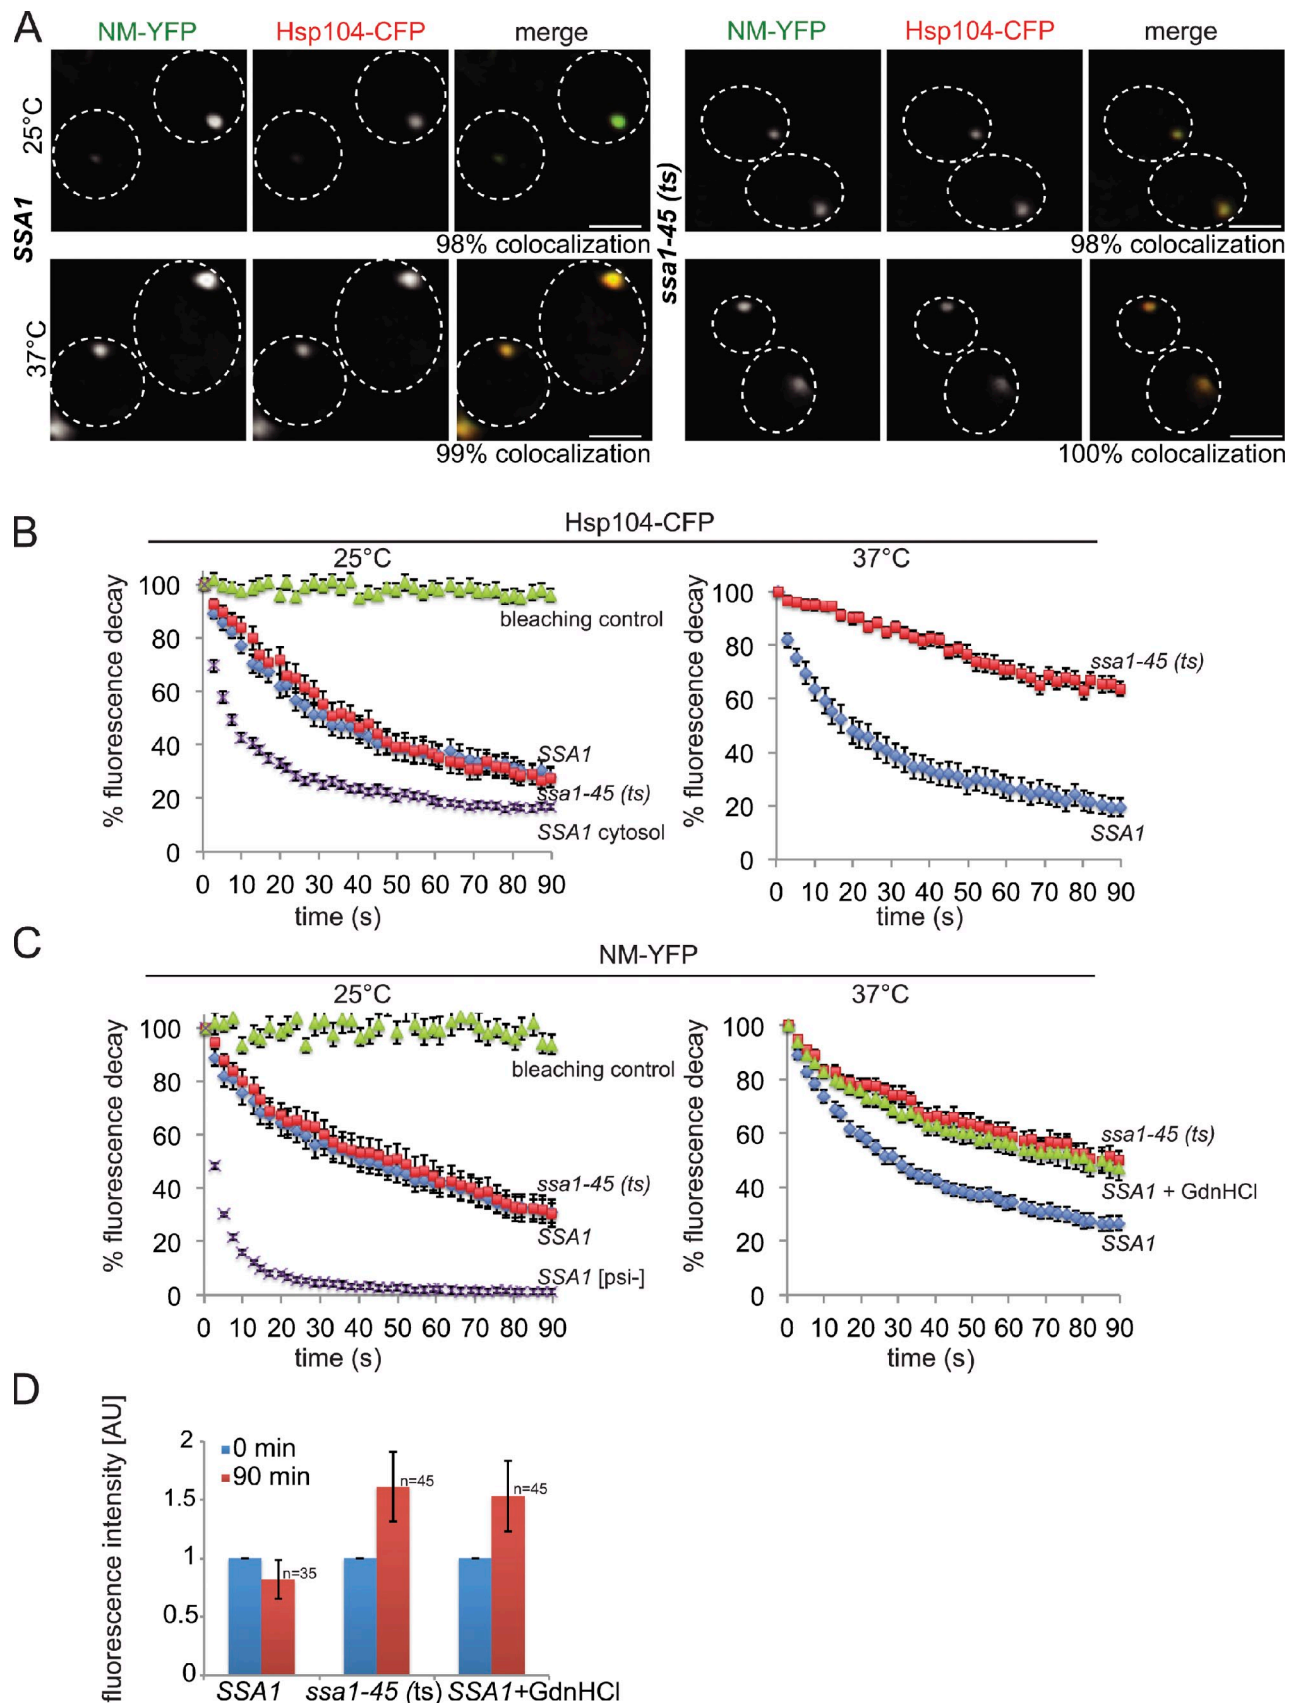 A
NM-YFP Hsp104-CFP merge NM-YFP Hsp104-CFP merge
25°C
SSA1
98% colocalization
ssa1-45 (ts)
98% colocalization
37°C
99% colocalization
100% colocalization
B
Hsp104-CFP
25°C
% fluorescence decay
100
80
60
40
20
0
bleaching control
SSA1
ssa1-45 (ts)
SSA1 cytosol
0 10 20 30 40 50 60 70 80 90
time (s)
37°C
% fluorescence decay
100
80
60
40
20
0
ssa1-45 (ts)
SSA1
0 10 20 30 40 50 60 70 80 90
time (s)
C
NM-YFP
25°C
% fluorescence decay
100
80
60
40
20
0
bleaching control
ssa1-45 (ts)
SSA1
SSA1 [psi-]
0 10 20 30 40 50 60 70 80 90
time (s)
37°C
% fluorescence decay
100
80
60
40
20
0
ssa1-45 (ts)
SSA1 + GdnHCl
SSA1
0 10 20 30 40 50 60 70 80 90
time (s)
D
fluorescence intensity [AU]
2
1.5
1
0.5
0
0 min
90 min
n=35
n=45
n=45
SSA1 ssa1-45 (ts) SSA1+GdnHCl